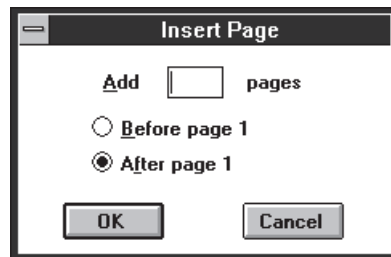 Insert Page
Add pages
Before page 1
After page 1
OK Cancel